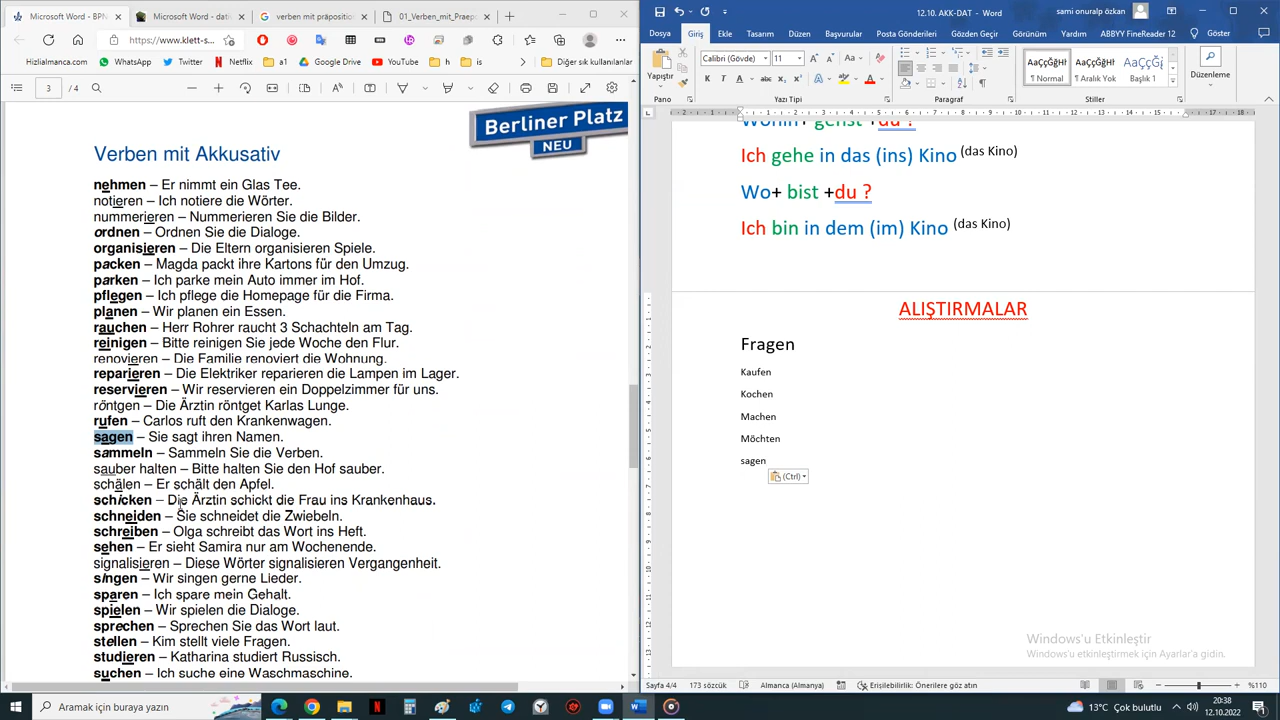 Microsoft Word - BPN
Microsoft Word - dati
verben mit präposition
01_Verben_mit_Praepo
12.10. AKK-DAT - Word
sami onuralp özkan
https://www.klett-s...
Dosya
Giriş
Ekle
Tasarım
Düzen
Başvurular
Posta Gönderileri
Gözden Geçir
Görünüm
Yardım
ABBYY FineReader 12
Göster
Hizlialmanca.com
WhatsApp
Twitter
Netflix
a1
Google Drive
YouTube
h
iş
Diğer sık kullanılanlar
Yapıştır
Calibri (Gövde)
11
K T A
AaÇçĞğHł
AaÇçĞğHł
AaÇçĞğ
¶ Normal
¶ Aralık Yok
Başlık 1
Düzenleme
Pano
Yazı Tipi
Paragraf
Stiller
3 / 4
Berliner Platz
NEU
Verben mit Akkusativ
nehmen – Er nimmt ein Glas Tee.
notieren – Ich notiere die Wörter.
nummerieren – Nummerieren Sie die Bilder.
ordnen – Ordnen Sie die Dialoge.
organisieren – Die Eltern organisieren Spiele.
packen – Magda packt ihre Kartons für den Umzug.
parken – Ich parke mein Auto immer im Hof.
pflegen – Ich pflege die Homepage für die Firma.
planen – Wir planen ein Essen.
rauchen – Herr Rohrer raucht 3 Schachteln am Tag.
reinigen – Bitte reinigen Sie jede Woche den Flur.
renovieren – Die Familie renoviert die Wohnung.
reparieren – Die Elektriker reparieren die Lampen im Lager.
reservieren – Wir reservieren ein Doppelzimmer für uns.
röntgen – Die Ärztin röntget Karlas Lunge.
rufen – Carlos ruft den Krankenwagen.
sagen – Sie sagt ihren Namen.
sammeln – Sammeln Sie die Verben.
sauber halten – Bitte halten Sie den Hof sauber.
schälen – Er schält den Apfel.
schicken – Die Ärztin schickt die Frau ins Krankenhaus.
schneiden – Sie schneidet die Zwiebeln.
schreiben – Olga schreibt das Wort ins Heft.
sehen – Er sieht Samira nur am Wochenende.
signalisieren – Diese Wörter signalisieren Vergangenheit.
singen – Wir singen gerne Lieder.
sparen – Ich spare mein Gehalt.
spielen – Wir spielen die Dialoge.
sprechen – Sprechen Sie das Wort laut.
stellen – Kim stellt viele Fragen.
studieren – Katharina studiert Russisch.
suchen – Ich suche eine Waschmaschine.
Wohin+ gehst +du ?
Ich gehe in das (ins) Kino (das Kino)
Wo+ bist +du ?
Ich bin in dem (im) Kino (das Kino)
ALIŞTIRMALAR
Fragen
Kaufen
Kochen
Machen
Möchten
sagen
(Ctrl)
Windows'u Etkinleştir
Windows'u etkinleştirmek için Ayarlar'a gidin.
Sayfa 4/4
173 sözcük
Almanca (Almanya)
Erişilebilirlik: Önerilere göz atın
%110
Aramak için buraya yazın
13°C Çok bulutlu
20:38
12.10.2022